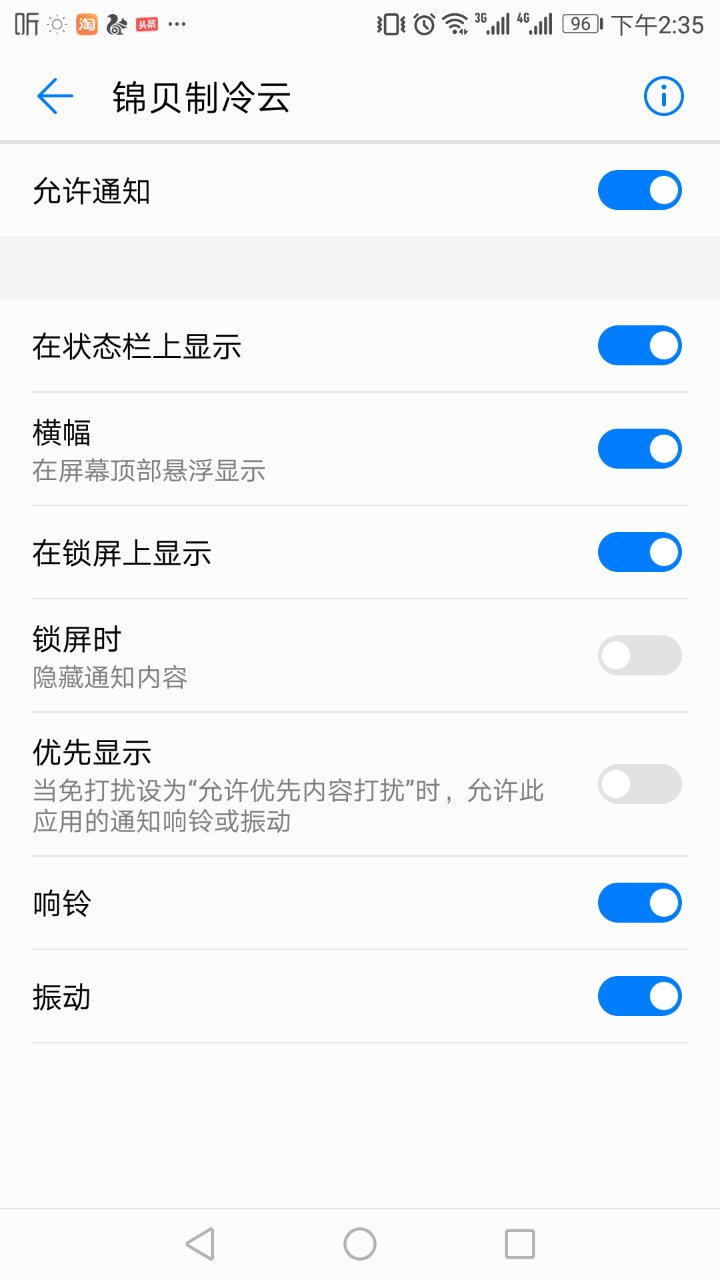 听 淘 头条 ··· 3G 4G 96 下午2:35
锦贝制冷云
允许通知
在状态栏上显示
横幅
在屏幕顶部悬浮显示
在锁屏上显示
锁屏时
隐藏通知内容
优先显示
当免打扰设为“允许优先内容打扰”时，允许此
应用的通知响铃或振动
响铃
振动